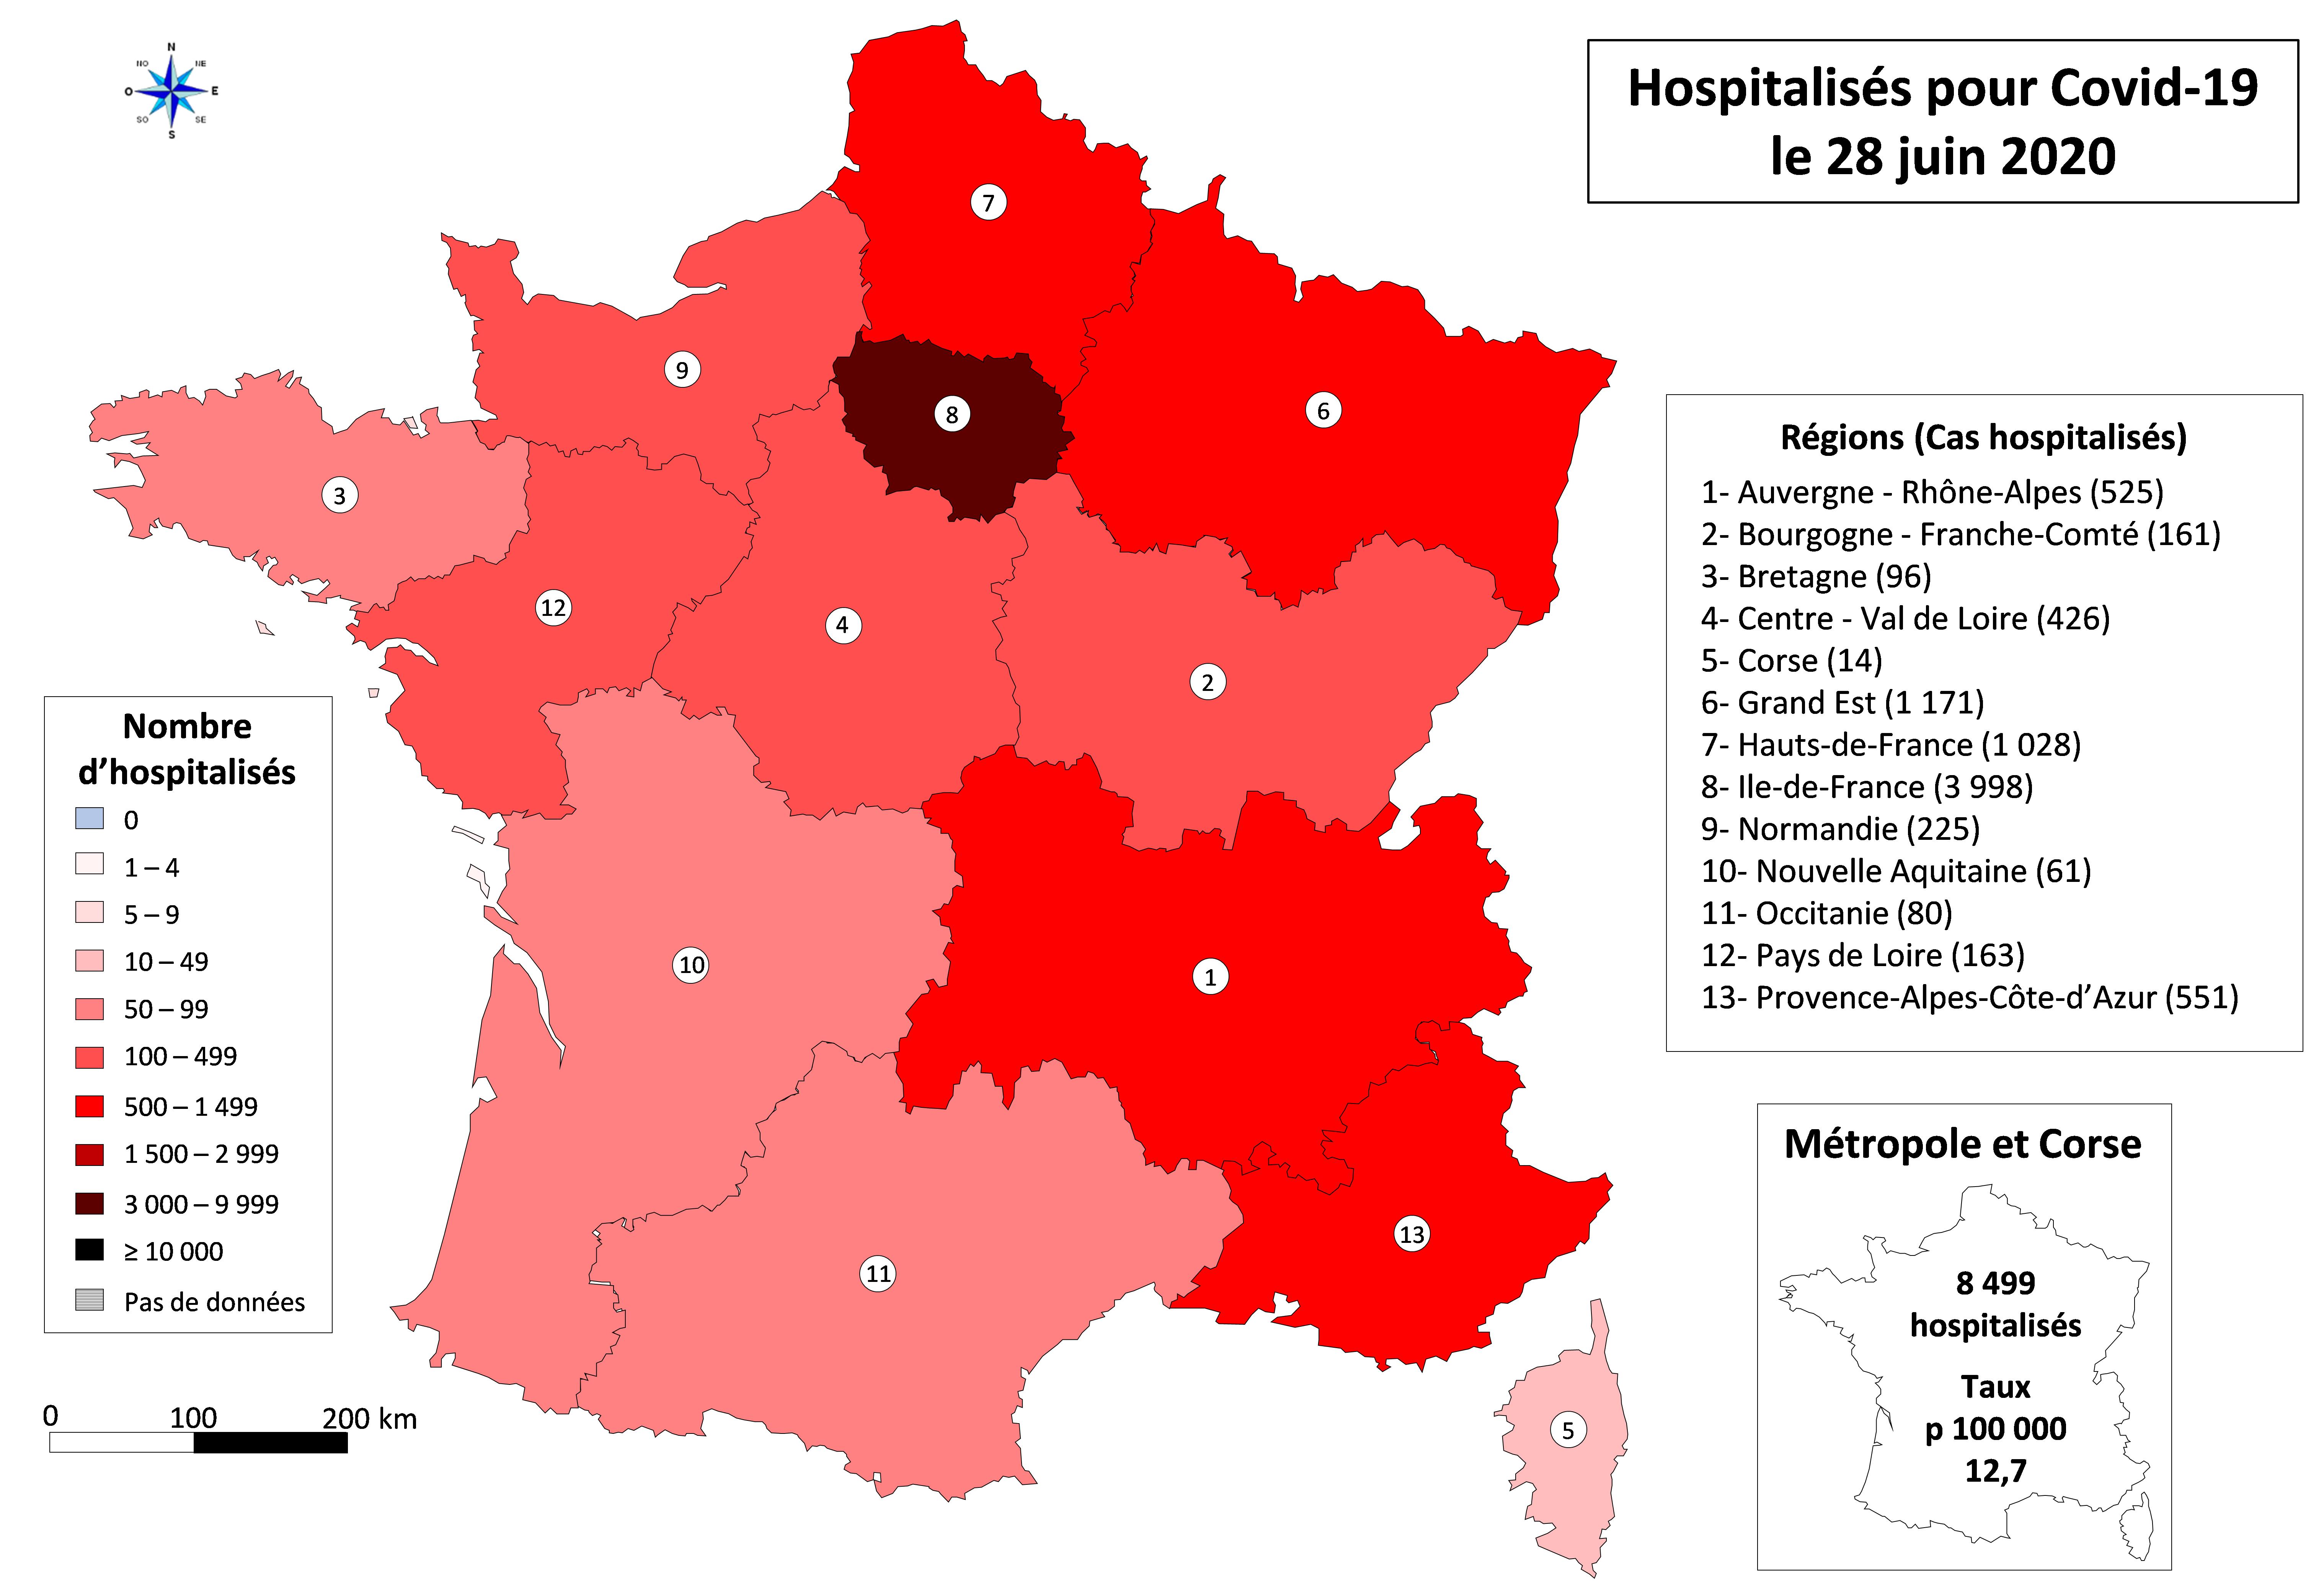 Hospitalisés pour Covid-19
le 28 juin 2020
N
NO
NE
O
E
SO
SE
S
7
9
8
6
3
12
4
2
10
1
11
13
5
Régions (Cas hospitalisés)
1- Auvergne - Rhône-Alpes (525)
2- Bourgogne - Franche-Comté (161)
3- Bretagne (96)
4- Centre - Val de Loire (426)
5- Corse (14)
6- Grand Est (1 171)
7- Hauts-de-France (1 028)
8- Ile-de-France (3 998)
9- Normandie (225)
10- Nouvelle Aquitaine (61)
11- Occitanie (80)
12- Pays de Loire (163)
13- Provence-Alpes-Côte-d’Azur (551)
Nombre
d’hospitalisés
0
1 – 4
5 – 9
10 – 49
50 – 99
100 – 499
500 – 1 499
1 500 – 2 999
3 000 – 9 999
≥ 10 000
Pas de données
0 100 200 km
Métropole et Corse
8 499
hospitalisés
Taux
p 100 000
12,7